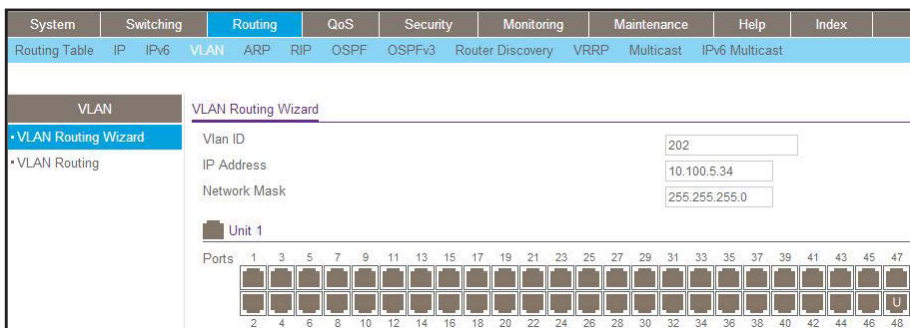 System Switching Routing QoS Security Monitoring Maintenance Help Index
Routing Table IP IPv6 VLAN ARP RIP OSPF OSPFv3 Router Discovery VRRP Multicast IPv6 Multicast
VLAN
• VLAN Routing Wizard
• VLAN Routing
VLAN Routing Wizard
Vlan ID 202
IP Address 10.100.5.34
Network Mask 255.255.255.0
Unit 1
Ports 1 3 5 7 9 11 13 15 17 19 21 23 25 27 29 31 33 35 37 39 41 43 45 47
U
2 4 6 8 10 12 14 16 18 20 22 24 26 28 30 32 34 36 38 40 42 44 46 48